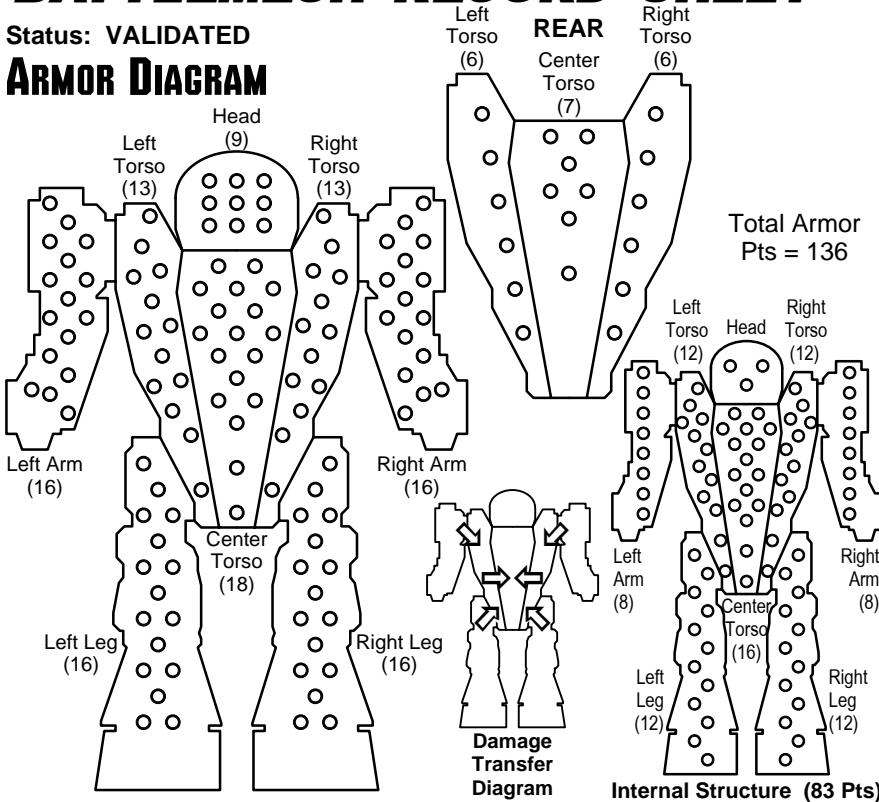 BATTLEMECH RECORD SHEET
Status: VALIDATED
ARMOR DIAGRAM
Head
(9)
Left
Torso
(13)
Right
Torso
(13)
Left Arm
(16)
Right Arm
(16)
Center
Torso
(18)
Left Leg
(16)
Right Leg
(16)
Left
Torso
(6)
REAR
Right
Torso
(6)
Center
Torso
(7)
Total Armor
Pts = 136
Left
Torso
(12)
Head
Right
Torso
(12)
Left
Arm
(8)
Right
Arm
(8)
Center
Torso
(16)
Left
Leg
(12)
Right
Leg
(12)
Damage
Transfer
Diagram
Internal Structure (83 Pts)